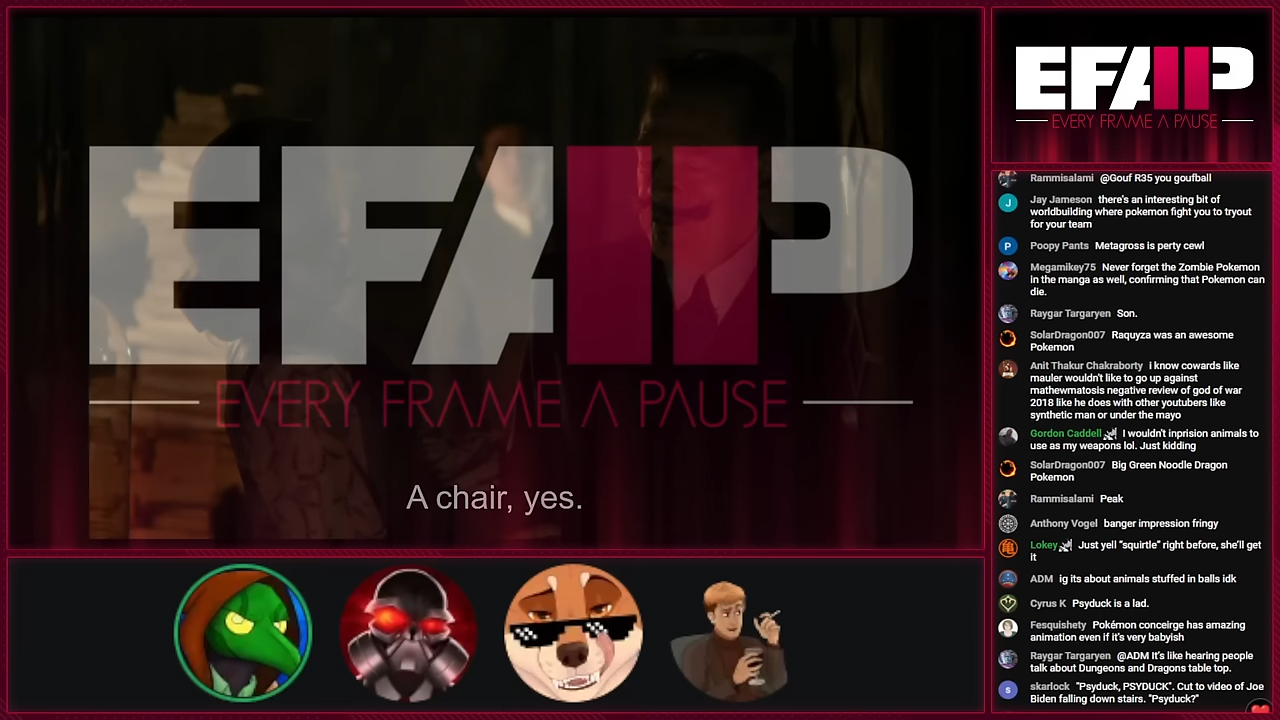 EFAP
EVERY FRAME A PAUSE
A chair, yes.
EFAP
EVERY FRAME A PAUSE
Rammisalami @Gouf R35 you goufball
J
Jay Jameson there's an interesting bit of
worldbuilding where pokemon fight you to tryout
for your team
P
Poopy Pants Metagross is perty cewl
Megamikey75 Never forget the Zombie Pokemon
in the manga as well, confirming that Pokemon can
die.
Raygar Targaryen Son.
SolarDragon007 Raquyza was an awesome
Pokemon
Anit Thakur Chakraborty I know cowards like
mauler wouldn't like to go up against
mathewmatosis negative review of god of war
2018 like he does with other youtubers like
synthetic man or under the mayo
Gordon Caddell I wouldn't inprision animals to
use as my weapons lol. Just kidding
SolarDragon007 Big Green Noodle Dragon
Pokemon
Rammisalami Peak
Anthony Vogel banger impression fringy
Lokey Just yell "squirtle" right before, she'll get
it
ADM ig its about animals stuffed in balls idk
Cyrus K Psyduck is a lad.
Fesquishety Pokémon conceirge has amazing
animation even if it's very babyish
Raygar Targaryen @ADM It's like hearing people
talk about Dungeons and Dragons table top.
s
skarlock "Psyduck, PSYDUCK". Cut to video of Joe
Biden falling down stairs. "Psyduck?"